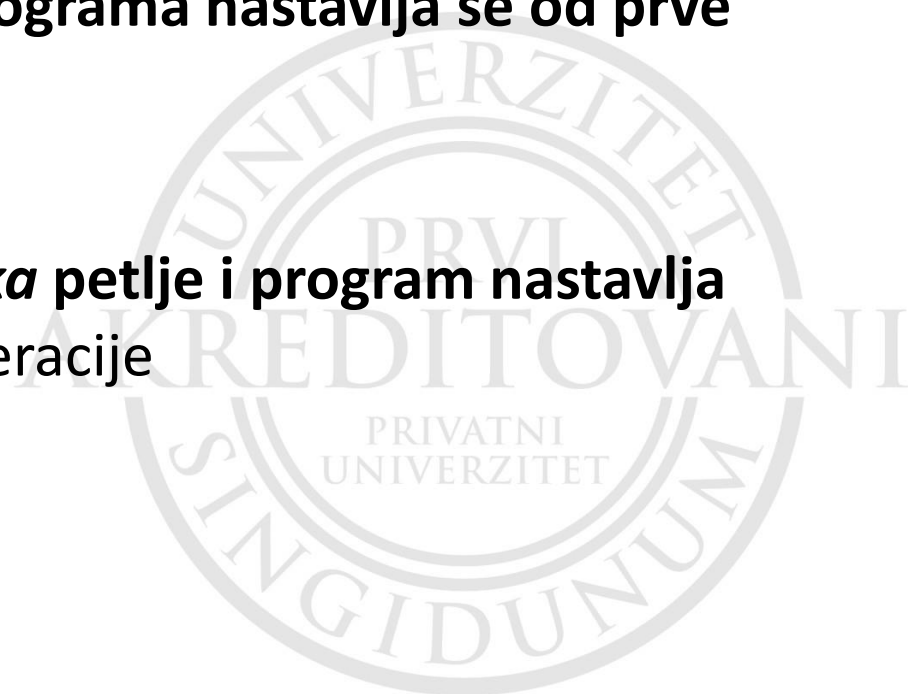 ograma nastavlja se od prve
UNIVERZITET
PRVI
ka petlje i program nastavlja
AKREDITOVANI
eracije
PRIVATNI
UNIVERZITET
SINGIDUNUM